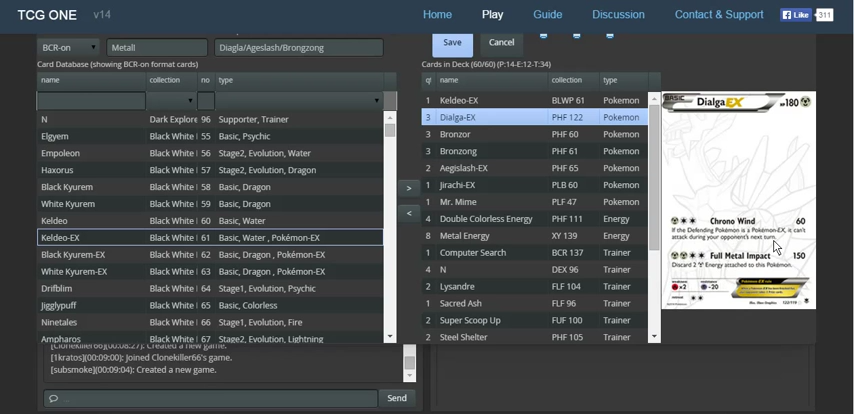 TCG ONE v14 Home Play Guide Discussion Contact & Support Like 311
BCR-on Metall Diagla/Ageslash/Brongzong Save Cancel
Card Database (showing BCR-on format cards)
name collection no type
N Dark Explore 96 Supporter, Trainer
Elgyem Black White 55 Basic, Psychic
Empoleon Black White 56 Stage2, Evolution, Water
Haxorus Black White 57 Stage2, Evolution, Dragon
Black Kyurem Black White 58 Basic, Dragon
White Kyurem Black White 59 Basic, Dragon
Keldeo Black White 60 Basic, Water
Keldeo-EX Black White 61 Basic, Water , Pokémon-EX
Black Kyurem-EX Black White 62 Basic, Dragon , Pokémon-EX
White Kyurem-EX Black White 63 Basic, Dragon , Pokémon-EX
Drifblim Black White 64 Stage1, Evolution, Psychic
Jigglypuff Black White 65 Basic, Colorless
Ninetales Black White 66 Stage1, Evolution, Fire
Ampharos Black White 67 Stage2, Evolution, Lightning
>
<
Cards in Deck (60/60) (P:14-E:12-T:34)
qt name collection type
1 Keldeo-EX BLWP 61 Pokemon
3 Dialga-EX PHF 122 Pokemon
3 Bronzor PHF 60 Pokemon
3 Bronzong PHF 61 Pokemon
2 Aegislash-EX PHF 65 Pokemon
1 Jirachi-EX PLB 60 Pokemon
1 Mr. Mime PLF 47 Pokemon
4 Double Colorless Energy PHF 111 Energy
8 Metal Energy XY 139 Energy
1 Computer Search BCR 137 Trainer
4 N DEX 96 Trainer
2 Lysandre FLF 104 Trainer
1 Sacred Ash FLF 96 Trainer
2 Super Scoop Up FUF 100 Trainer
2 Steel Shelter PHF 105 Trainer
BASIC Dialga EX HP 180
Chrono Wind 60
If the Defending Pokémon is a Pokémon-EX, it can't
attack during your opponent's next turn.
Full Metal Impact 150
Discard 2 Energy attached to this Pokémon.
×2 -20
122/119
[Clonekiller66](00:08:27): Created a new game.
[1kratos](00:09:00): Joined Clonekiller66's game.
[subsmoke](00:09:04): Created a new game.
Send